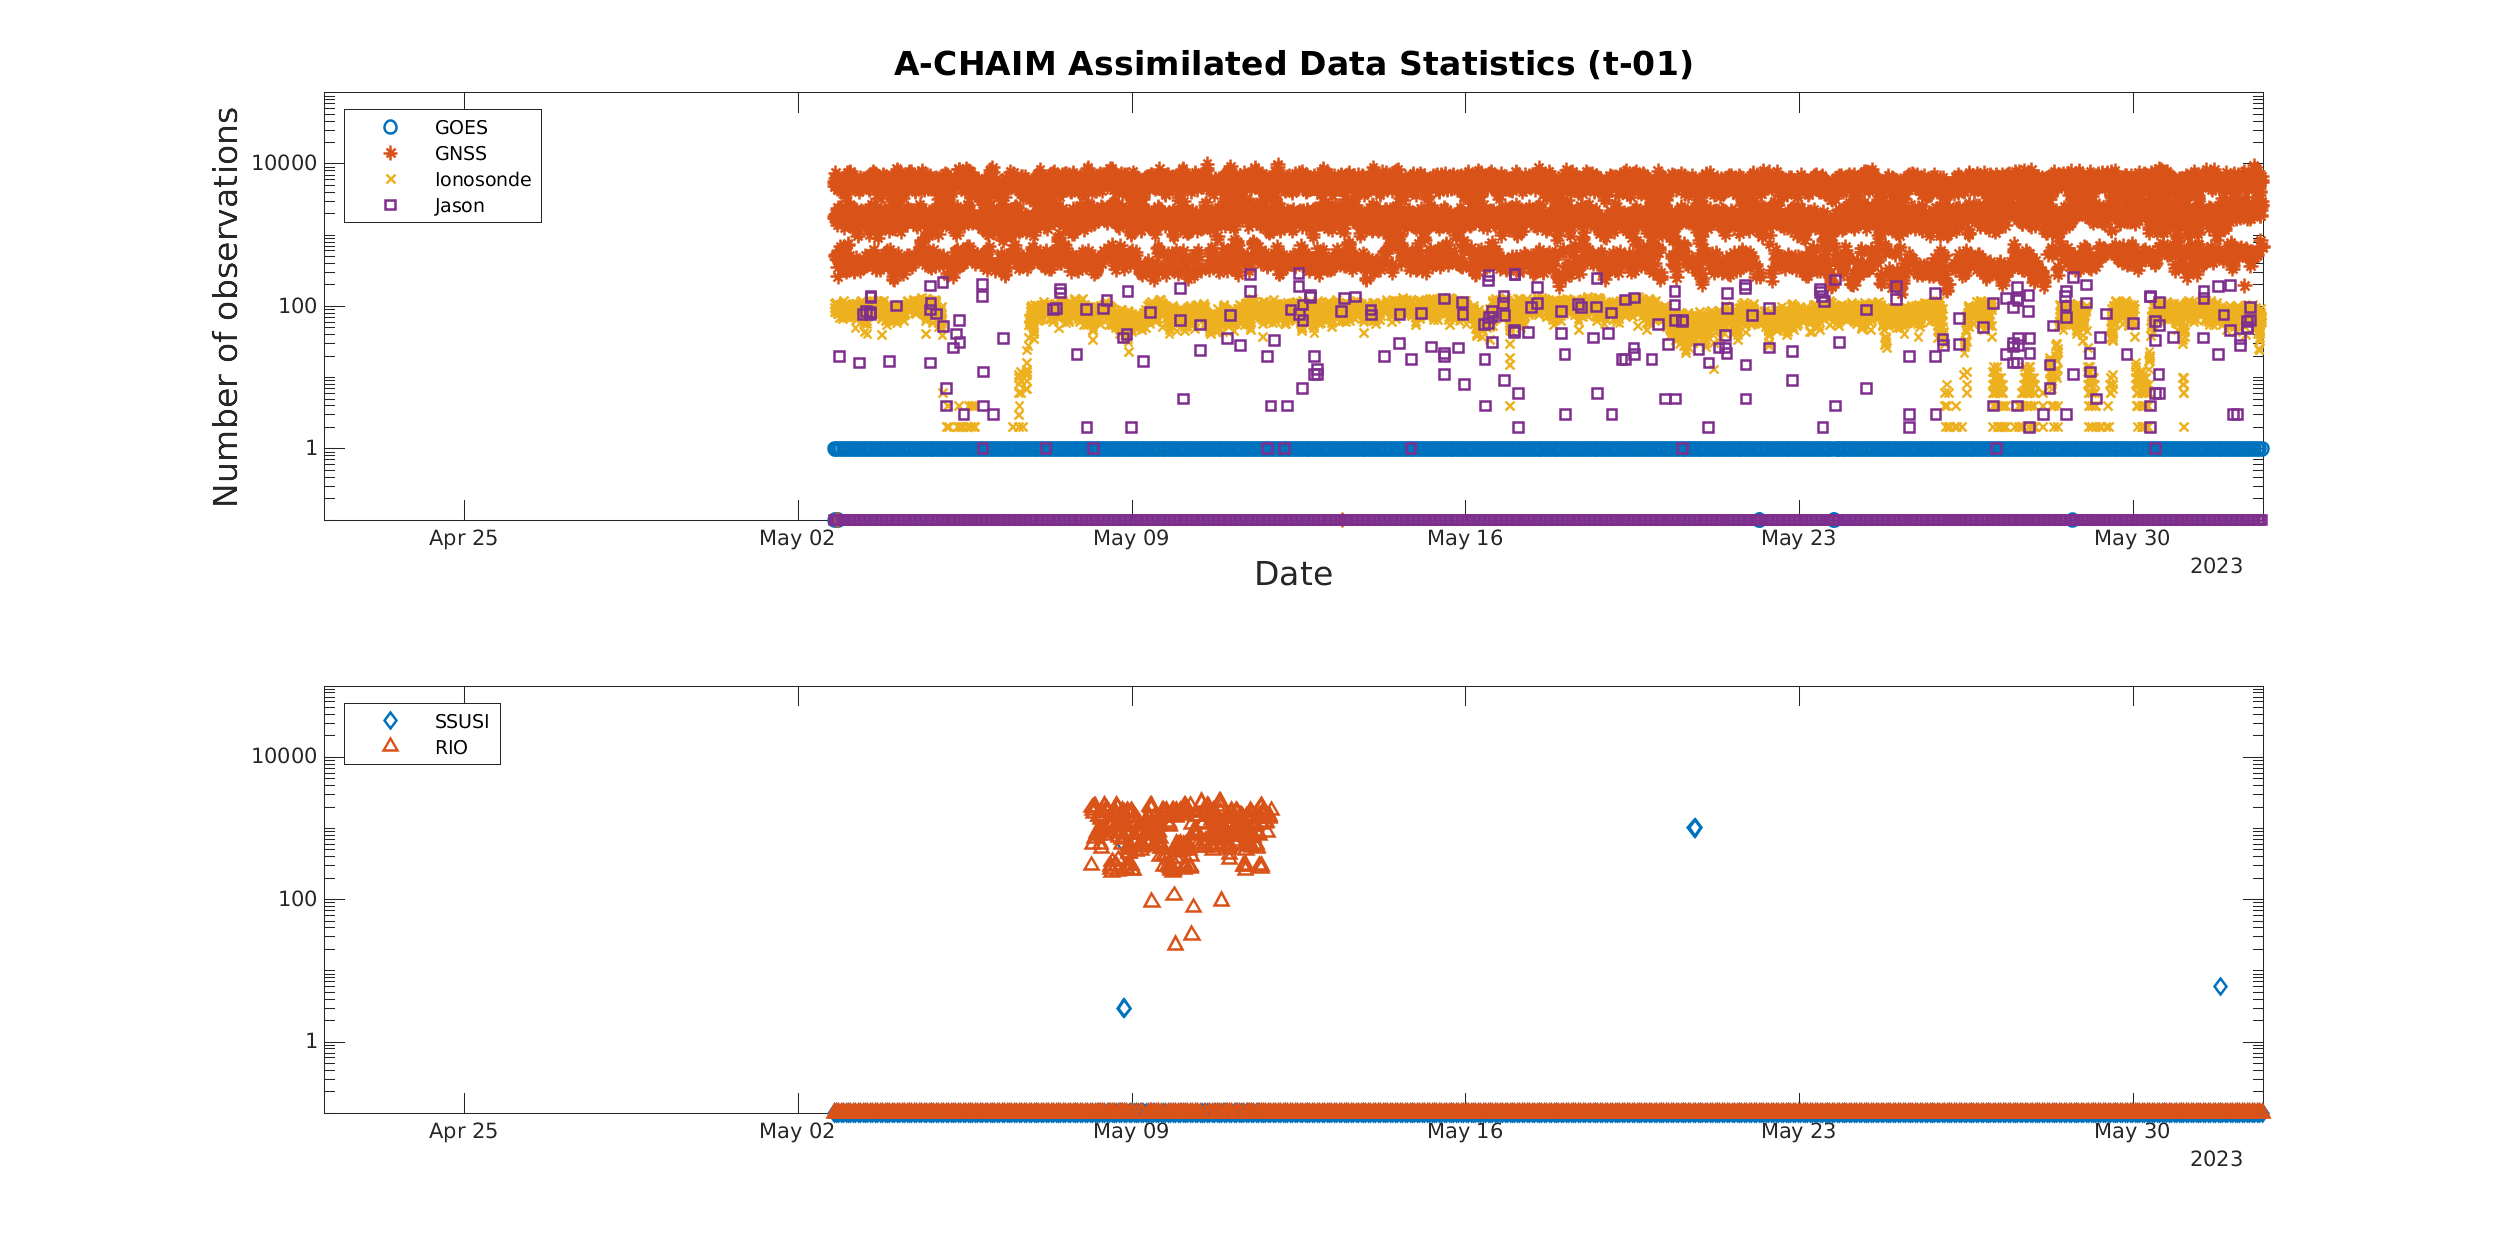 A-CHAIM Assimilated Data Statistics (t-01)
Number of observations
10000
100
1
GOES
GNSS
Ionosonde
Jason
Apr 25
May 02
May 09
May 16
May 23
May 30
2023
Date
10000
100
1
SSUSI
RIO
Apr 25
May 02
May 09
May 16
May 23
May 30
2023